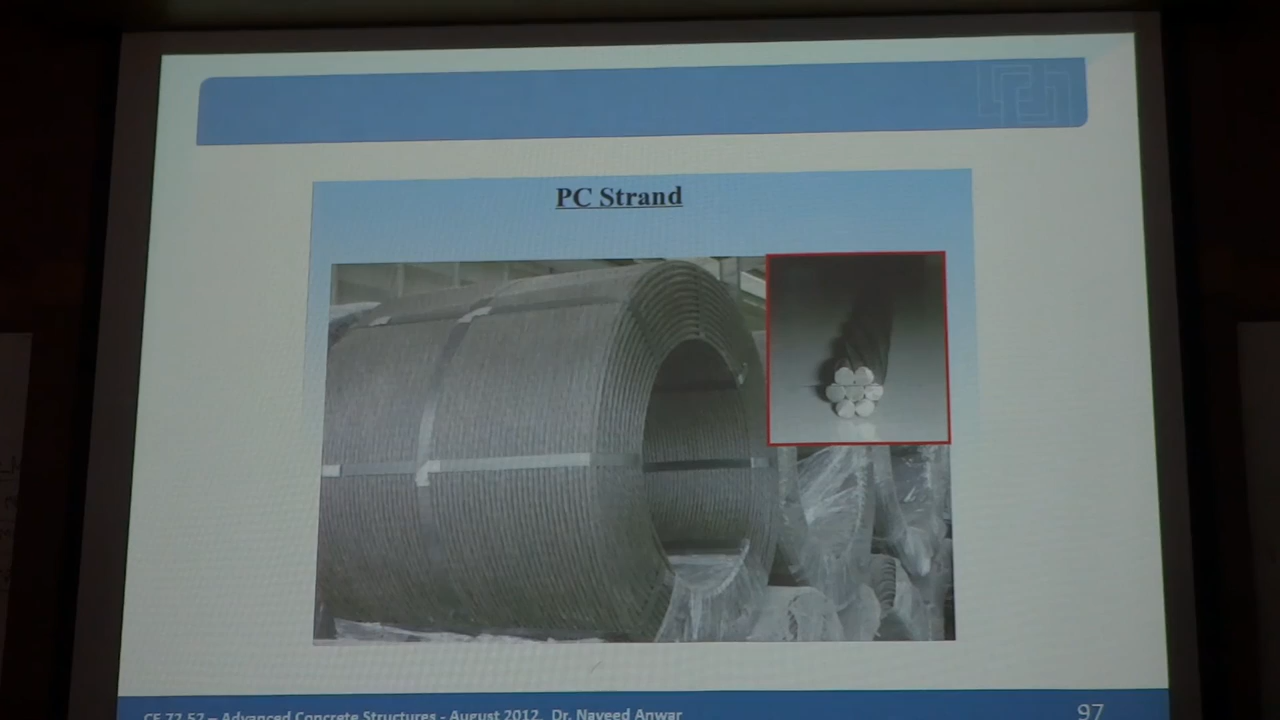 PC Strand
CE 72.52 – Advanced Concrete Structures - August 2012, Dr. Naveed Anwar
97